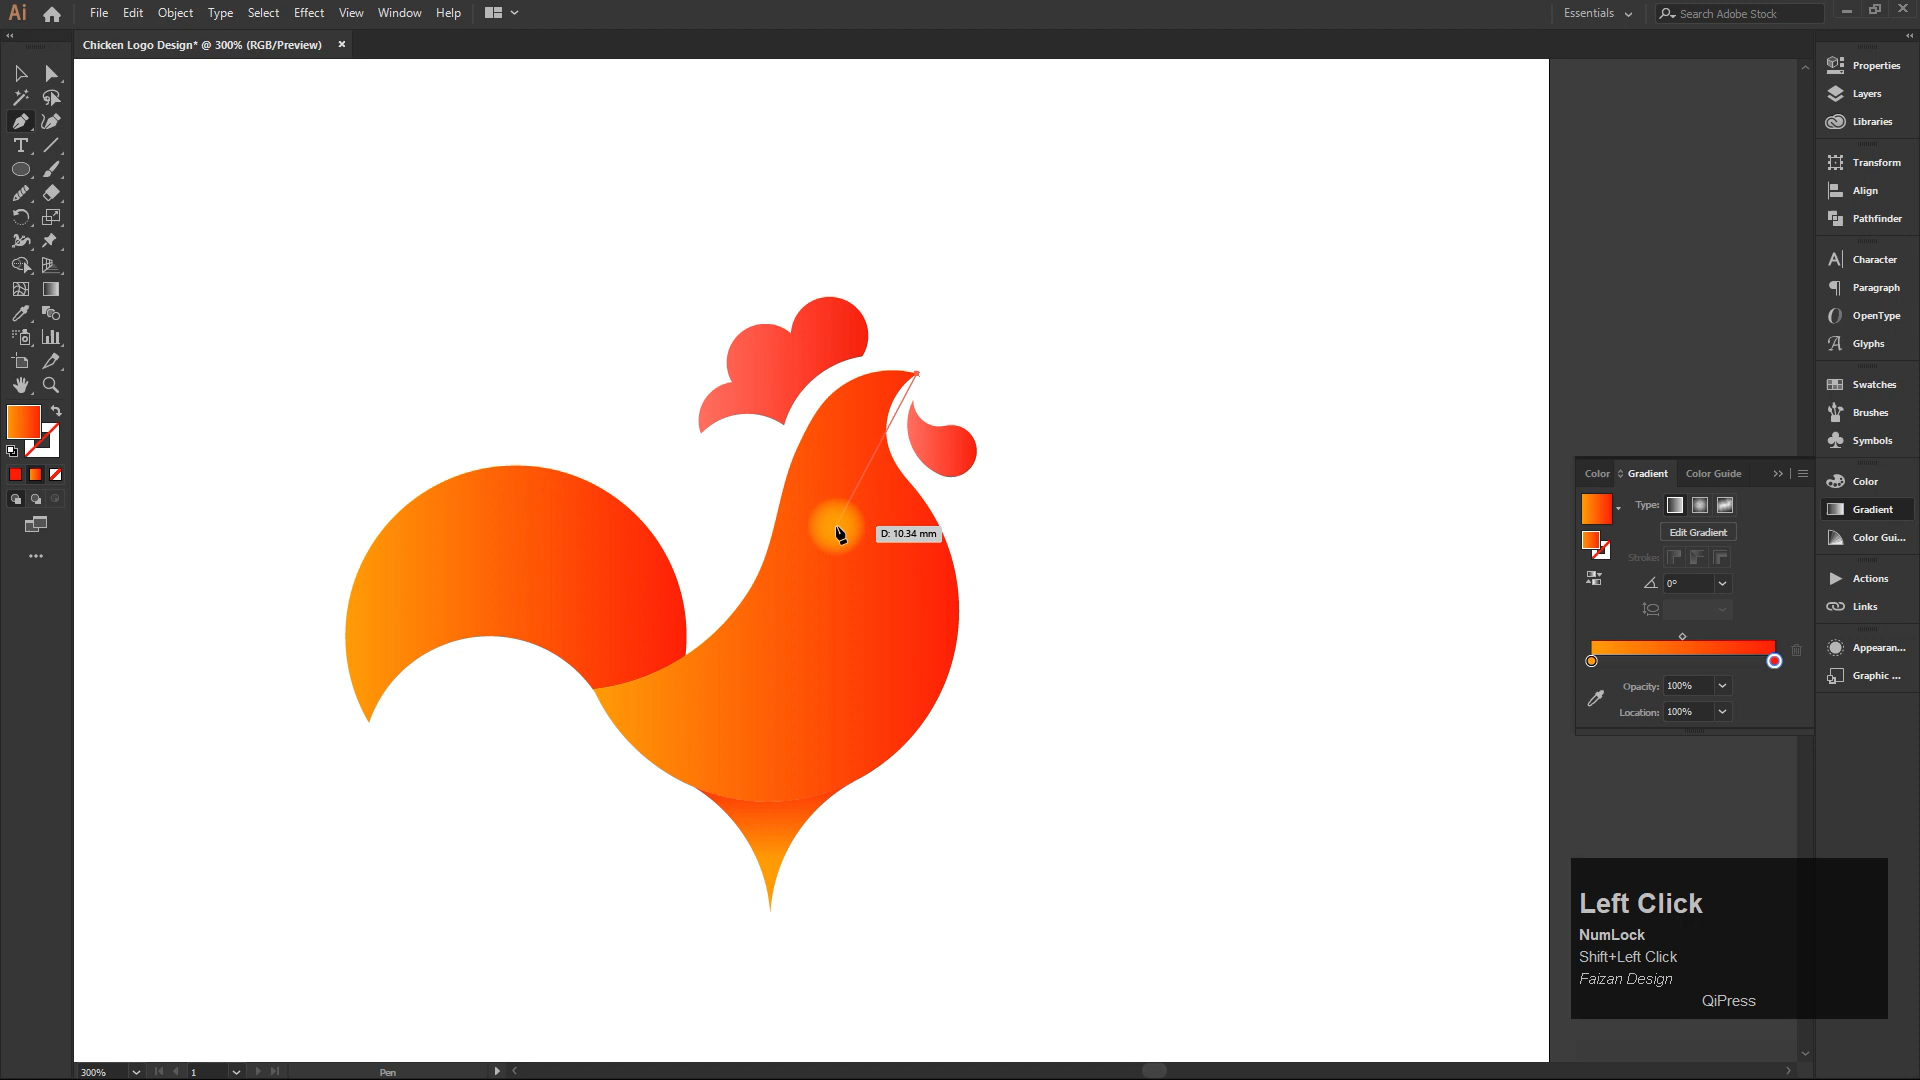 Ai File Edit Object Type Select Effect View Window Help
Essentials
Search Adobe Stock
Chicken Logo Design* @ 300% (RGB/Preview) ×
Properties
Layers
Libraries
Transform
Align
Pathfinder
Character
Paragraph
OpenType
Glyphs
Swatches
Brushes
Symbols
Color
Gradient
Color Gui...
Actions
Links
Appearan...
Graphic ...
D: 10.34 mm
Color Gradient Color Guide
Type:
Edit Gradient
Stroke:
0°
Opacity: 100%
Location: 100%
Left Click
NumLock
Shift+Left Click
Faizan Design
QiPress
300% 1 Pen